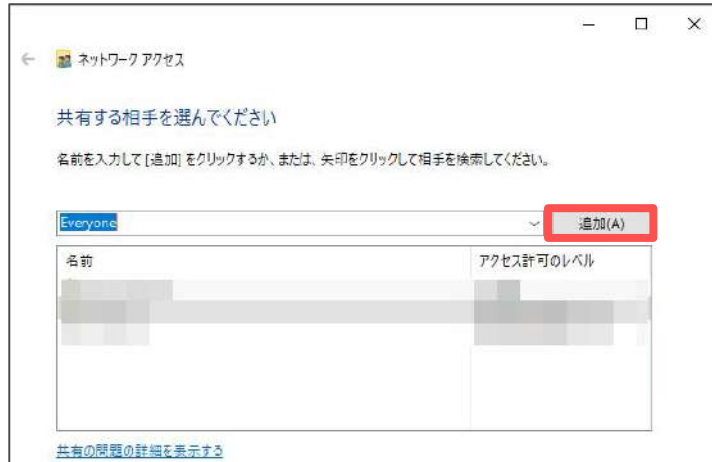 ネットワーク アクセス
共有する相手を選んでください
名前を入力して [追加] をクリックするか、または、矢印をクリックして相手を検索してください。
Everyone
追加(A)
名前
アクセス許可のレベル
共有の問題の詳細を表示する